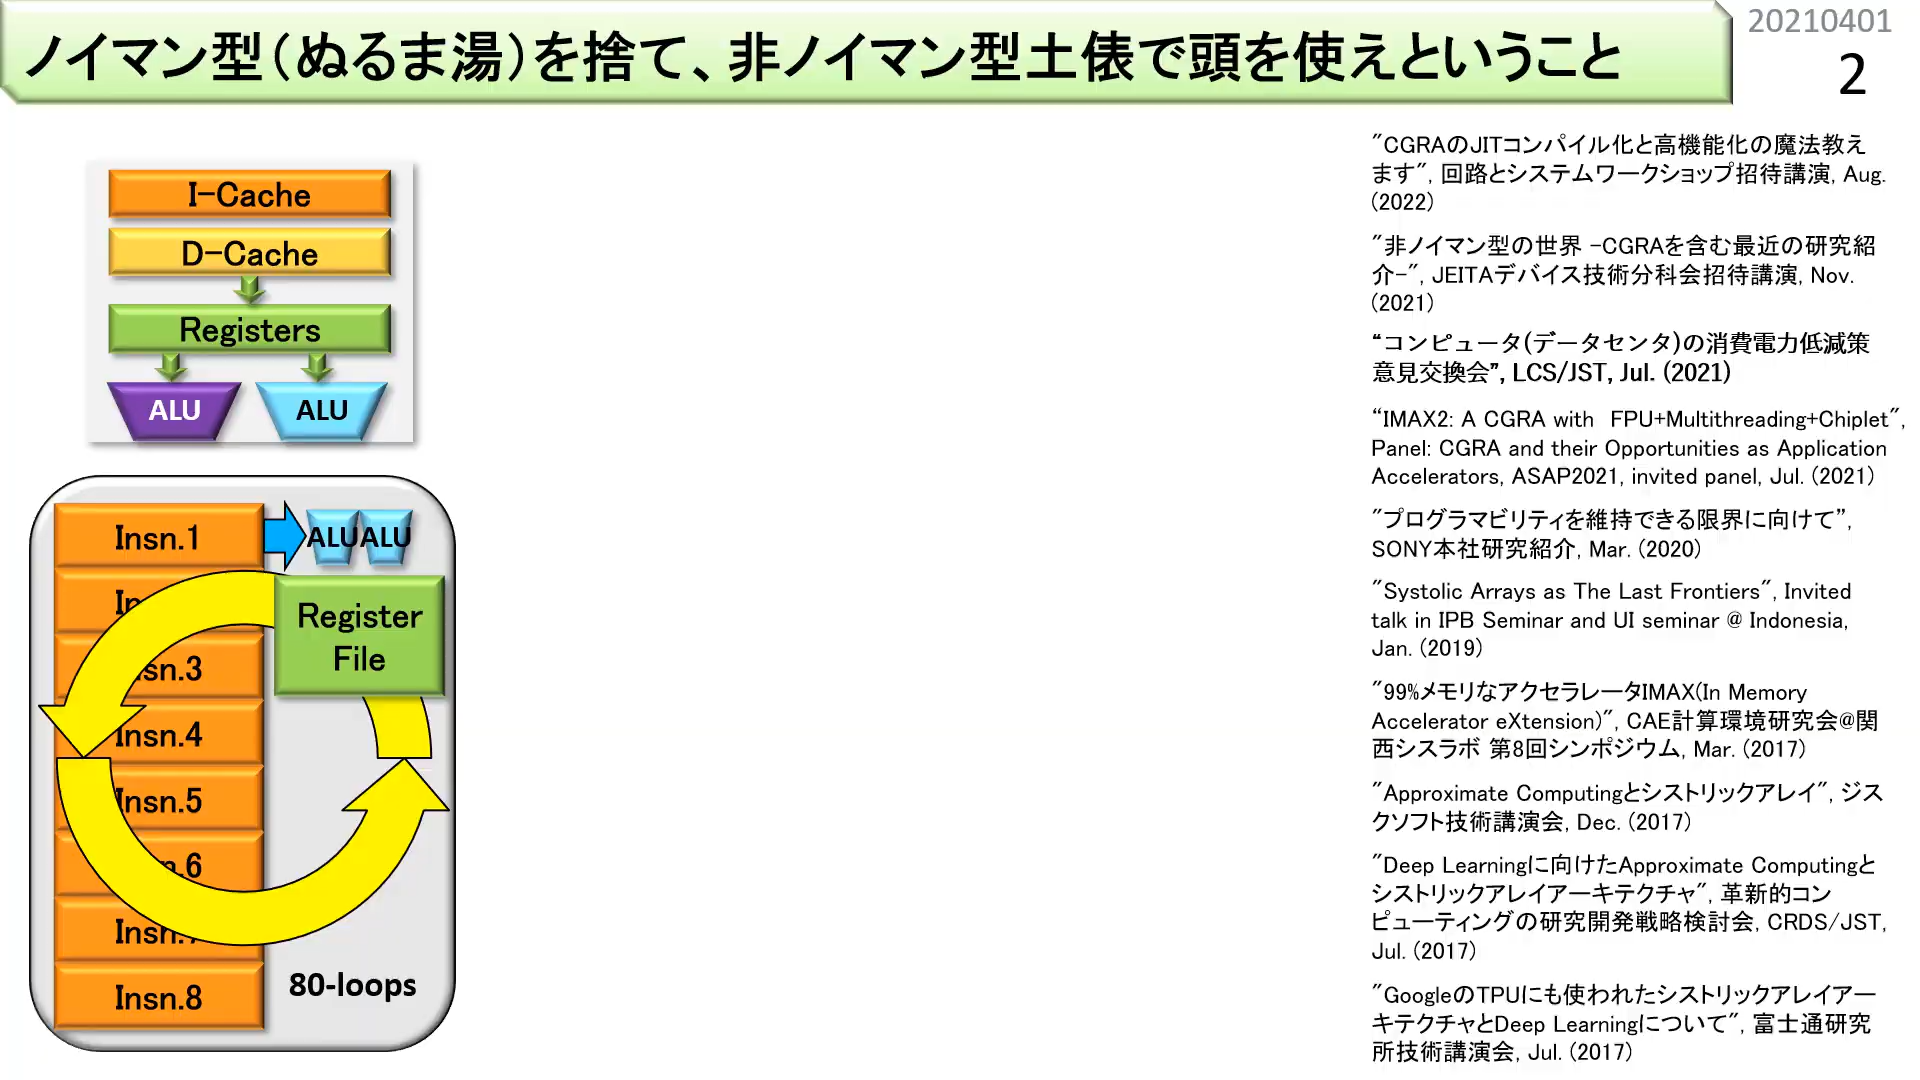 ノイマン型（ぬるま湯）を捨て、非ノイマン型土俵で頭を使えということ
20210401
2
I-Cache
D-Cache
Registers
ALU
ALU
Insn.1
ALU
ALU
Register
File
Insn.4
Insn.5
Insn.8
80-loops
"CGRAのJITコンパイル化と高機能化の魔法教え
ます", 回路とシステムワークショップ招待講演, Aug.
(2022)
"非ノイマン型の世界 -CGRAを含む最近の研究紹
介-", JEITAデバイス技術分科会招待講演, Nov.
(2021)
“コンピュータ(データセンタ)の消費電力低減策
意見交換会”, LCS/JST, Jul. (2021)
“IMAX2: A CGRA with FPU+Multithreading+Chiplet",
Panel: CGRA and their Opportunities as Application
Accelerators, ASAP2021, invited panel, Jul. (2021)
"プログラマビリティを維持できる限界に向けて”,
SONY本社研究紹介, Mar. (2020)
"Systolic Arrays as The Last Frontiers", Invited
talk in IPB Seminar and UI seminar @ Indonesia,
Jan. (2019)
"99%メモリなアクセラレータIMAX(In Memory
Accelerator eXtension)", CAE計算環境研究会@関
西シスラボ 第8回シンポジウム, Mar. (2017)
"Approximate Computingとシストリックアレイ", ジス
クソフト技術講演会, Dec. (2017)
"Deep Learningに向けたApproximate Computingと
シストリックアレイアーキテクチャ", 革新的コン
ピューティングの研究開発戦略検討会, CRDS/JST,
Jul. (2017)
"GoogleのTPUにも使われたシストリックアレイアー
キテクチャとDeep Learningについて", 富士通研究
所技術講演会, Jul. (2017)